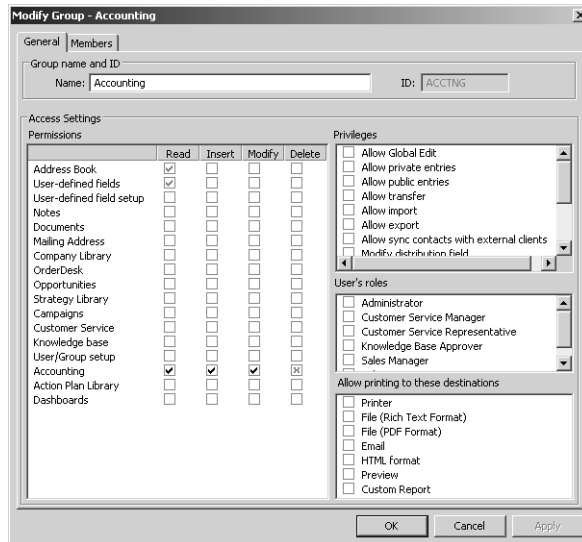 Modify Group - Accounting
General Members
Group name and ID
Name: Accounting ID: ACCTNG
Access Settings
Permissions
Read Insert Modify Delete
Address Book
User-defined fields
User-defined field setup
Notes
Documents
Mailing Address
Company Library
OrderDesk
Opportunities
Strategy Library
Campaigns
Customer Service
Knowledge base
User/Group setup
Accounting
Action Plan Library
Dashboards
Privileges
Allow Global Edit
Allow private entries
Allow public entries
Allow transfer
Allow import
Allow export
Allow sync contacts with external clients
Modify distribution field
User's roles
Administrator
Customer Service Manager
Customer Service Representative
Knowledge Base Approver
Sales Manager
Allow printing to these destinations
Printer
File (Rich Text Format)
File (PDF Format)
Email
HTML format
Preview
Custom Report
OK Cancel Apply